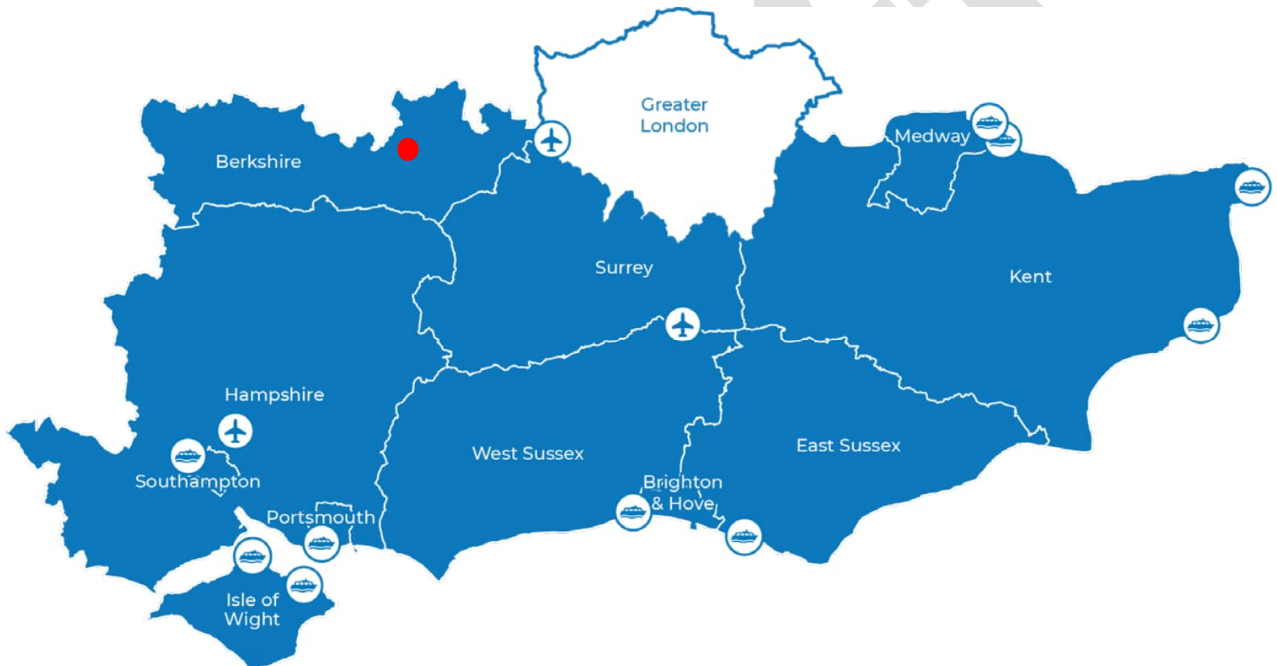 Greater
London
Medway
Berkshire
Surrey
Kent
Hampshire
West Sussex
East Sussex
Southampton
Brighton
& Hove
Portsmouth
Isle of
Wight